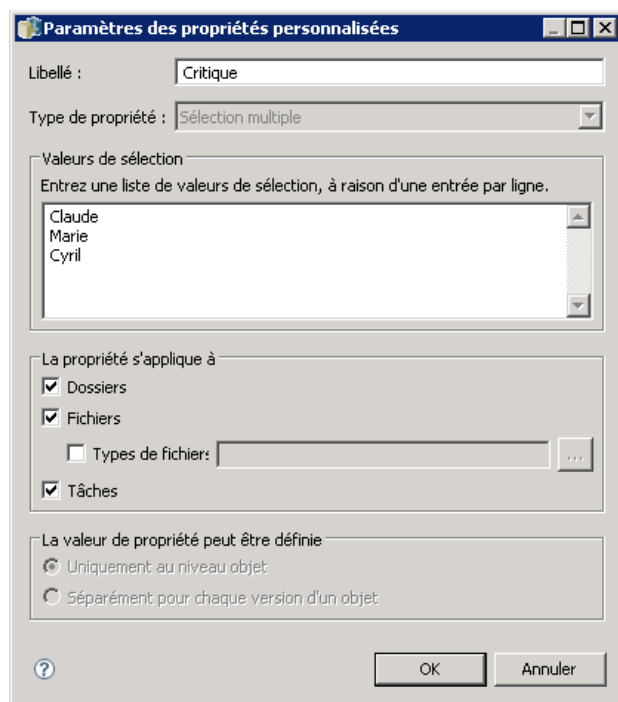 Paramètres des propriétés personnalisées
Libellé : Critique
Type de propriété : Sélection multiple
Valeurs de sélection
Entrez une liste de valeurs de sélection, à raison d'une entrée par ligne.
Claude
Marie
Cyril
La propriété s'applique à
Dossiers
Fichiers
Types de fichiers ...
Tâches
La valeur de propriété peut être définie
Uniquement au niveau objet
Séparément pour chaque version d'un objet
? OK Annuler